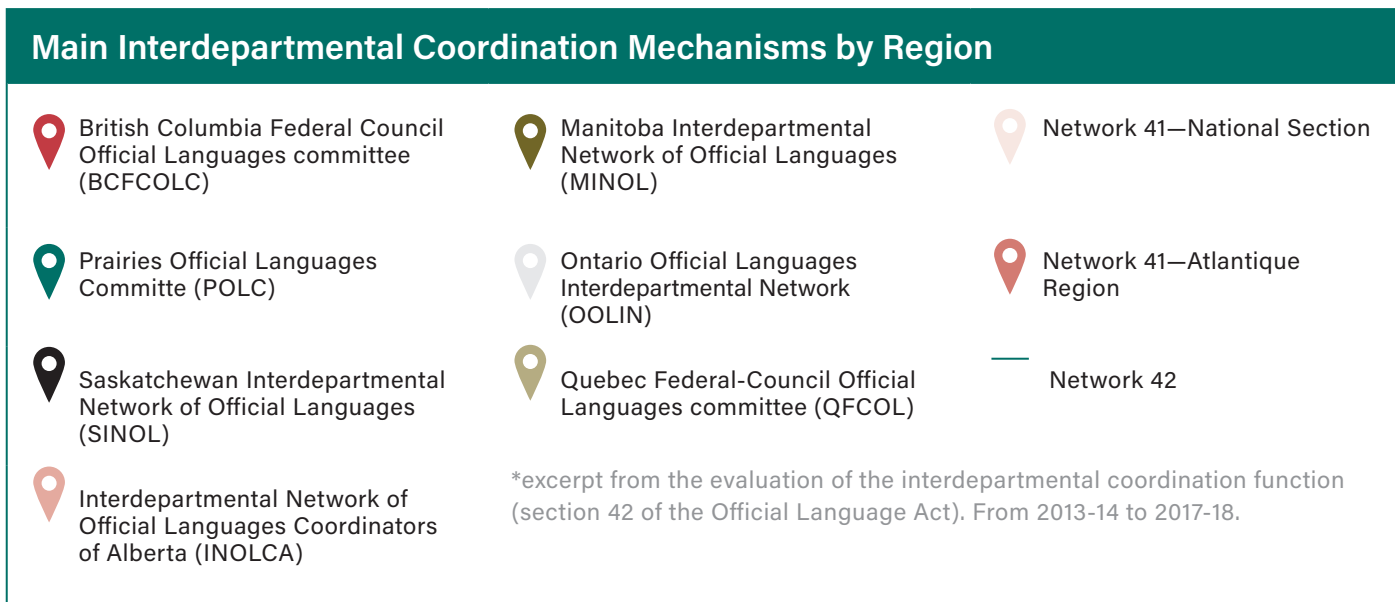 Main Interdepartmental Coordination Mechanisms by Region
British Columbia Federal Council
Official Languages committee
(BCFCOLC)
Prairies Official Languages
Committe (POLC)
Saskatchewan Interdepartmental
Network of Official Languages
(SINOL)
Interdepartmental Network of
Official Languages Coordinators
of Alberta (INOLCA)
Manitoba Interdepartmental
Network of Official Languages
(MINOL)
Ontario Official Languages
Interdepartmental Network
(OOLIN)
Quebec Federal-Council Official
Languages committee (QFCOL)
Network 41—National Section
Network 41—Atlantique
Region
Network 42
*excerpt from the evaluation of the interdepartmental coordination function
(section 42 of the Official Language Act). From 2013-14 to 2017-18.